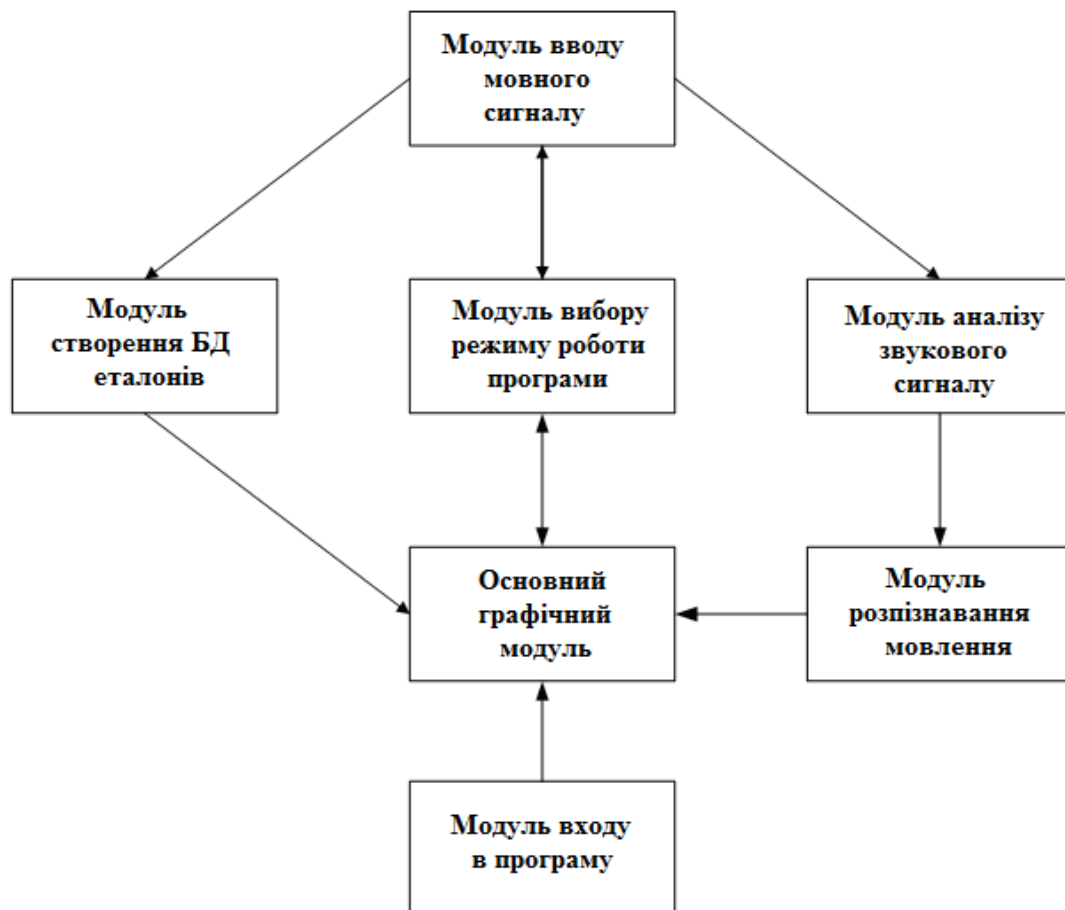 Модуль вводу
мовного
сигналу
Модуль
створення БД
еталонів
Модуль вибору
режиму роботи
програми
Модуль аналізу
звукового
сигналу
Основний
графічний
модуль
Модуль
розпізнавання
мовлення
Модуль входу
в програму